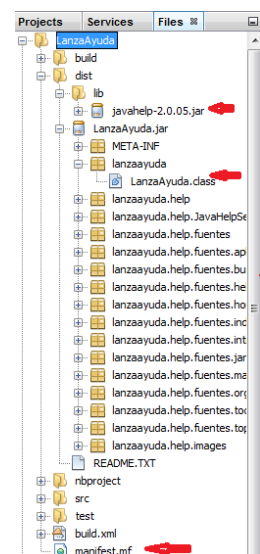 Projects Services Files
LanzaAyuda
build
dist
lib
javahelp-2.0.05.jar
LanzaAyuda.jar
META-INF
lanzaayuda
LanzaAyuda.class
lanzaayuda.help
lanzaayuda.help.JavaHelpSe
lanzaayuda.help.fuentes
lanzaayuda.help.fuentes.ap
lanzaayuda.help.fuentes.bu
lanzaayuda.help.fuentes.he
lanzaayuda.help.fuentes.ho
lanzaayuda.help.fuentes.inc
lanzaayuda.help.fuentes.int
lanzaayuda.help.fuentes.jar
lanzaayuda.help.fuentes.ma
lanzaayuda.help.fuentes.org
lanzaayuda.help.fuentes.too
lanzaayuda.help.fuentes.top
lanzaayuda.help.images
README.TXT
nbproject
src
test
build.xml
manifest.mf